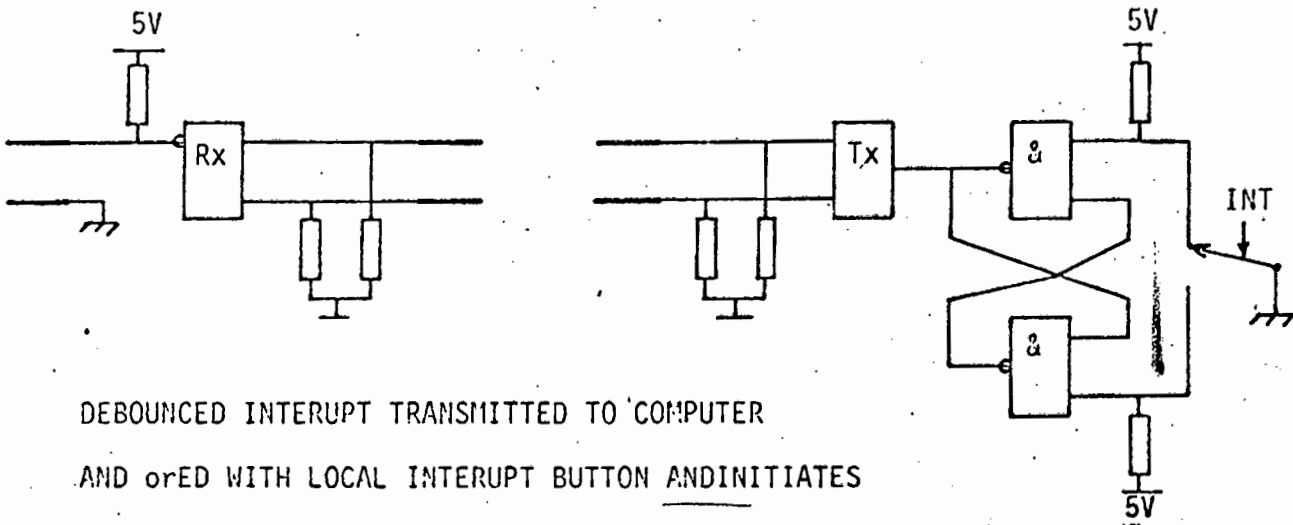 5V
5V
Rx
Tx
&
INT
&
DEBOUNCED INTERUPT TRANSMITTED TO COMPUTER
AND orED WITH LOCAL INTERUPT BUTTON ANDINITIATES
5V